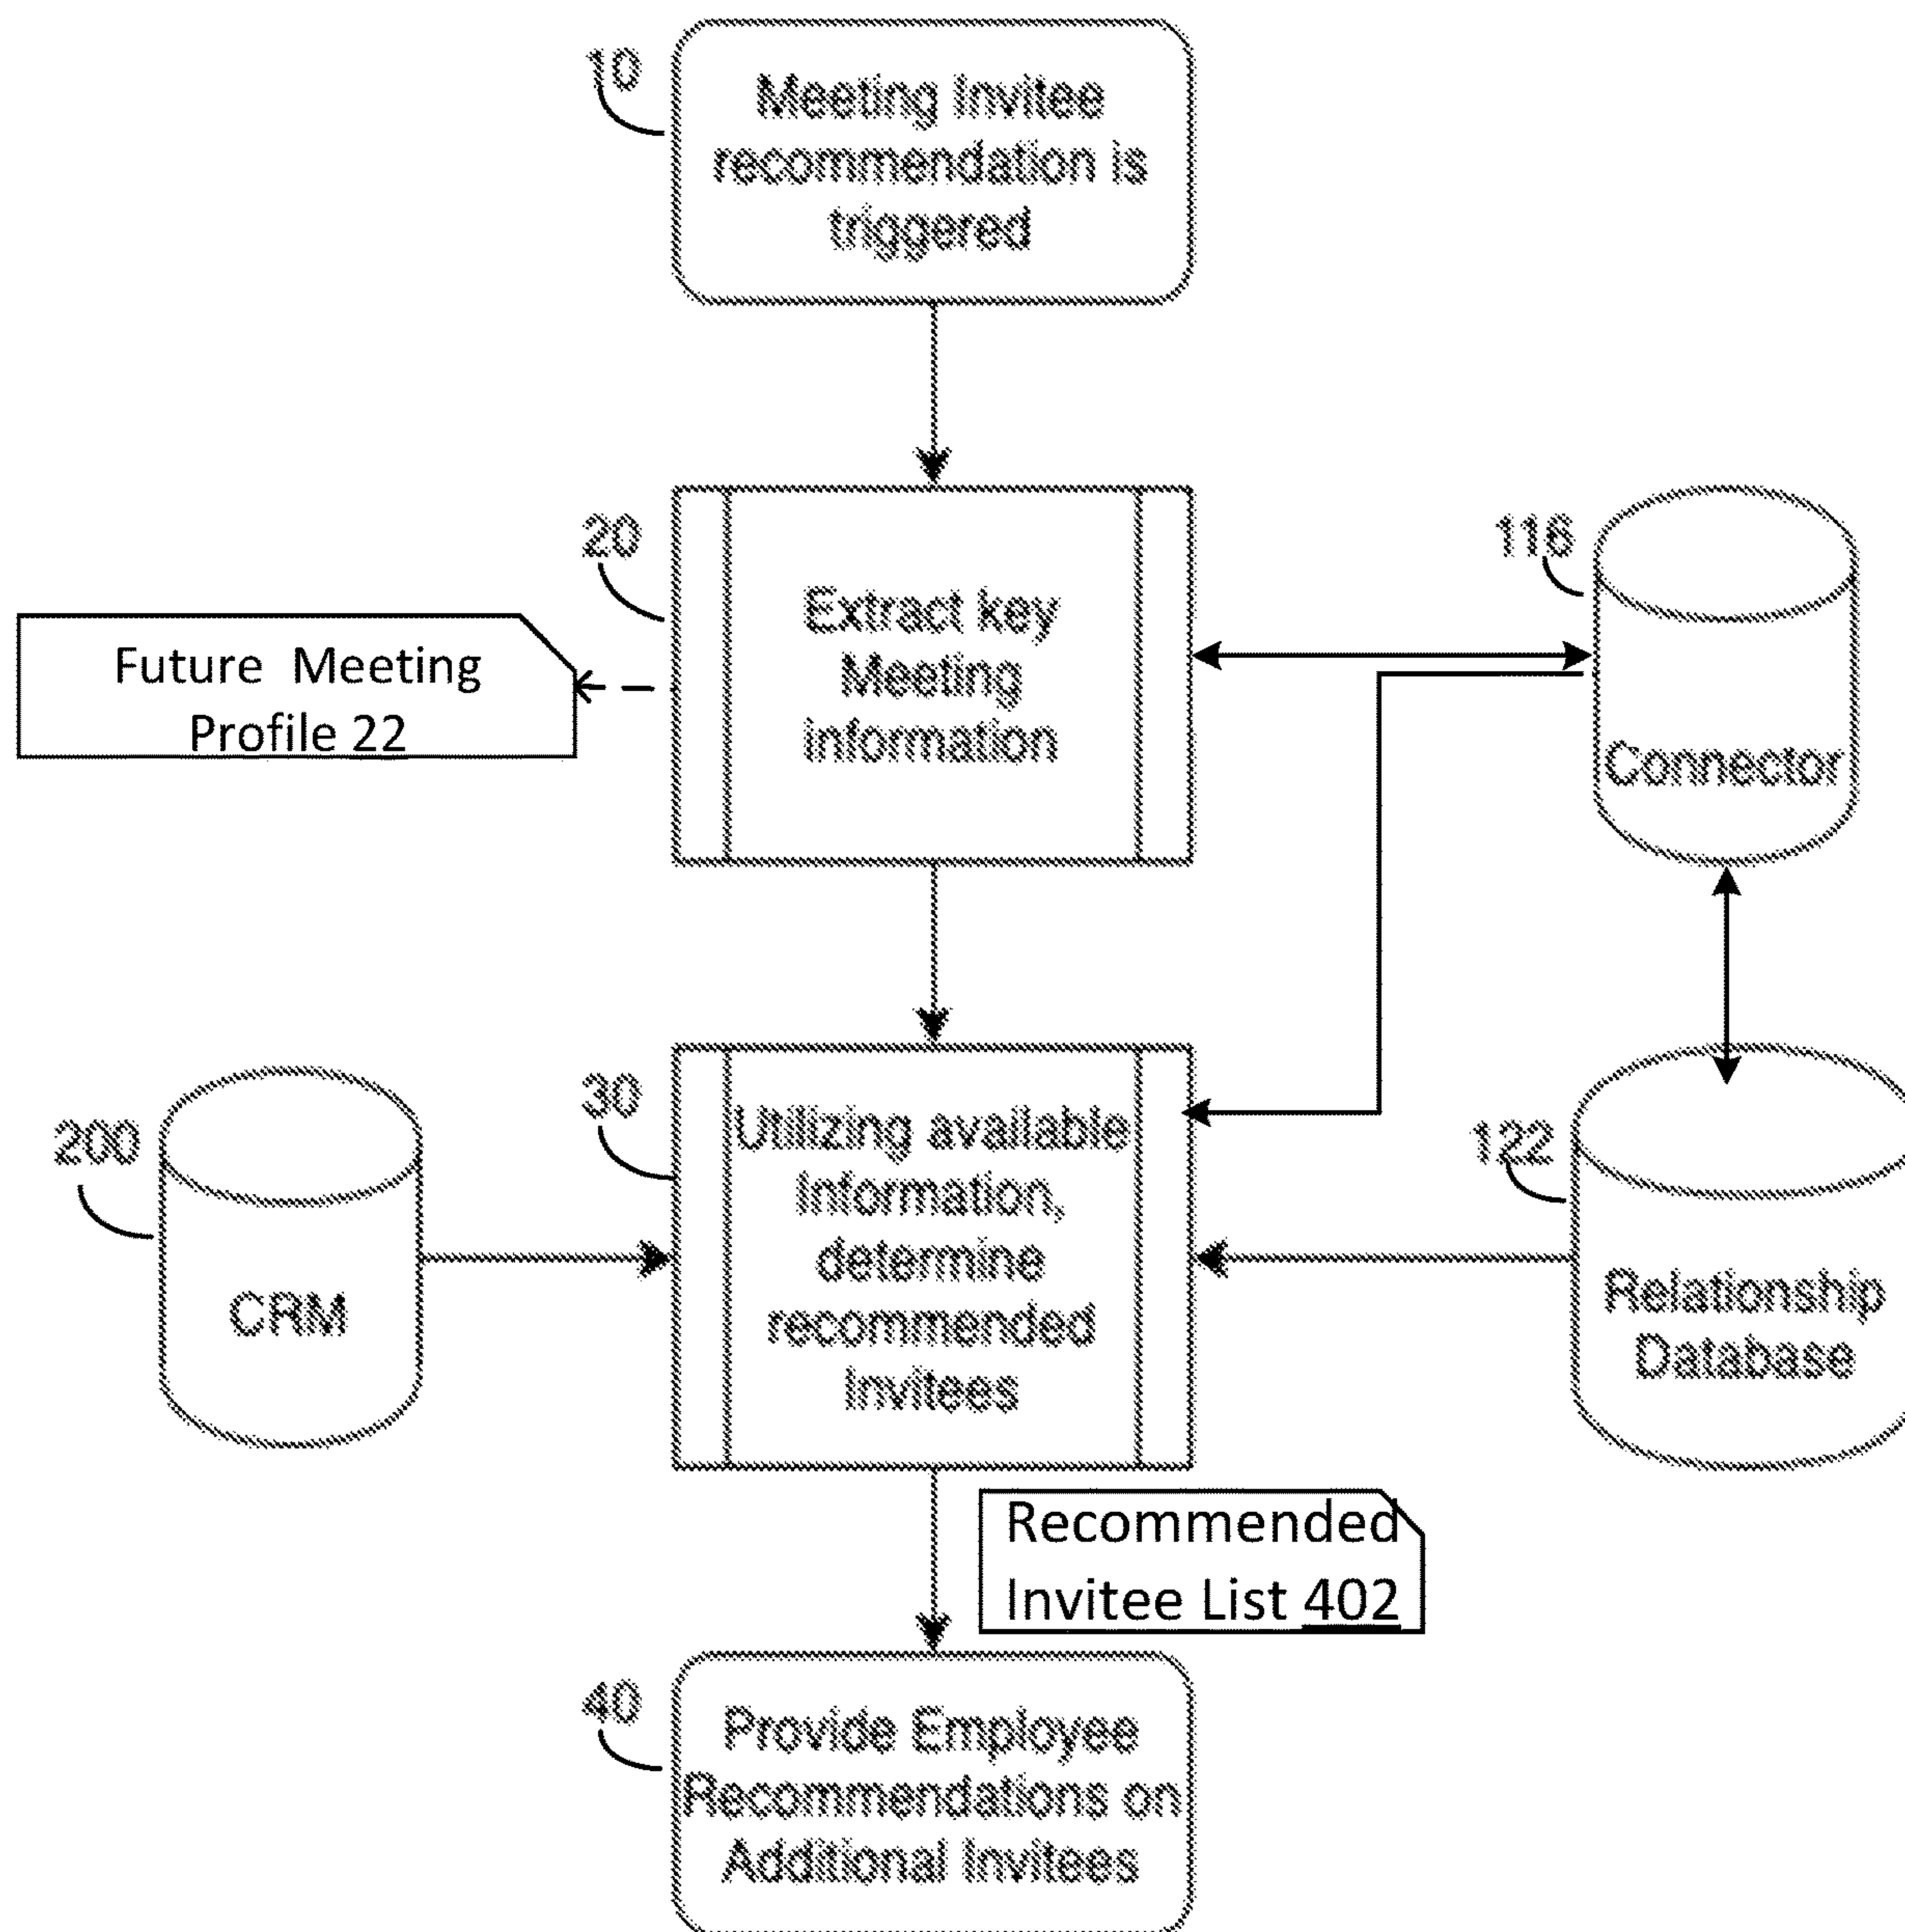 10
Meeting Invitee
recommendation is
triggered
20
Extract key
Meeting
information
116
Connector
Future Meeting
Profile 22
30
Utilizing available
Information,
determine
recommended
Invitees
200
CRM
122
Relationship
Database
Recommended
Invitee List 402
40
Provide Employee
Recommendations on
Additional Invitees